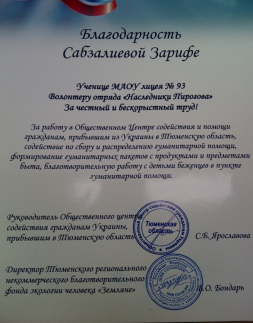 Благодарность
Сабзалиевой Зарифе
Ученице МАОУ лицея № 93
Волонтеру отряда «Наследники Пирогова»
За честный и бескорыстный труд!
За работу в Общественном Центре содействия и помощи
гражданам, прибывшим из Украины в Тюменскую область,
содействие по сбору и распределению гуманитарной помощи,
формирование гуманитарных пакетов с продуктами и предметами
быта, благотворительную работу с детьми беженцев в пункте
гуманитарной помощи.
Руководитель Общественного центра
содействия гражданам Украины,
прибывшим в Тюменскую область
Тюменская
область
С.Б. Ярославова
Директор Тюменского регионального
некоммерческого благотворительного
фонда экологии человека «Земляне»
В.О. Бондарь